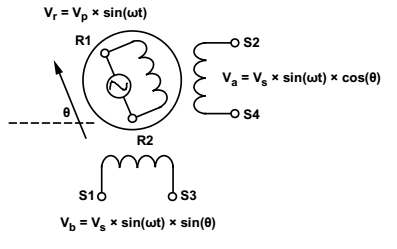 Vr = Vp × sin(ωt)
R1
S2
Va = Vs × sin(ωt) × cos(θ)
θ
S4
R2
S1
S3
Vb = Vs × sin(ωt) × sin(θ)